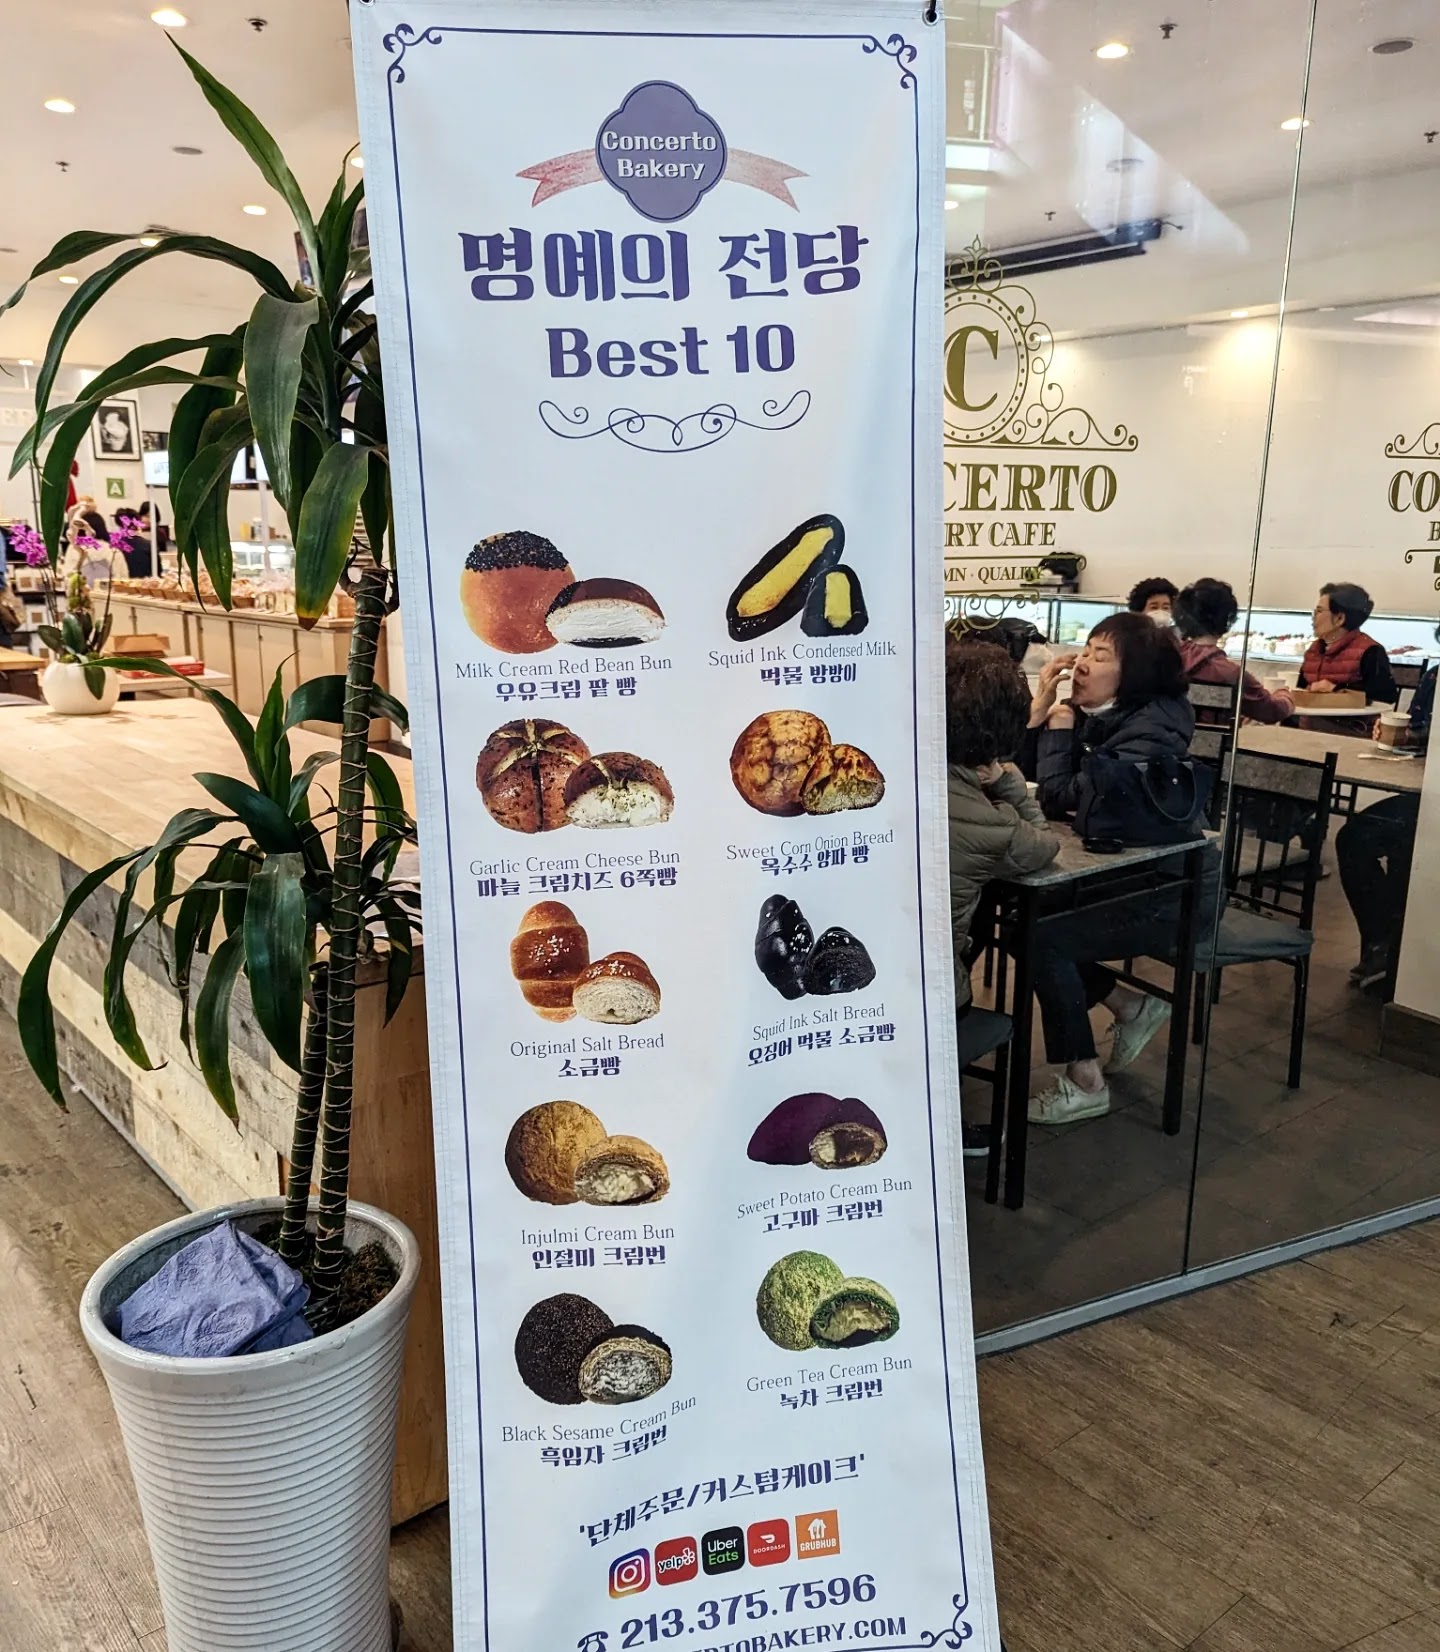 Concerto
Bakery
명예의 전당
Best 10
Milk Cream Red Bean Bun
우유크림 팥 빵
Squid Ink Condensed Milk
먹물 방방이
Garlic Cream Cheese Bun
마늘 크림치즈 6쪽빵
Sweet Corn Onion Bread
옥수수 양파 빵
Original Salt Bread
소금빵
Squid Ink Salt Bread
오징어 먹물 소금빵
Injulmi Cream Bun
인절미 크림번
Sweet Potato Cream Bun
고구마 크림번
Black Sesame Cream Bun
흑임자 크림번
Green Tea Cream Bun
녹차 크림번
'단체주문/커스텀케이크'
yelp
Uber
Eats
DOORDASH
GRUBHUB
213.375.7596
ERTOBAKERY.COM
C
CERTO
RY CAFE
MN · QUALITY
CO
B
A